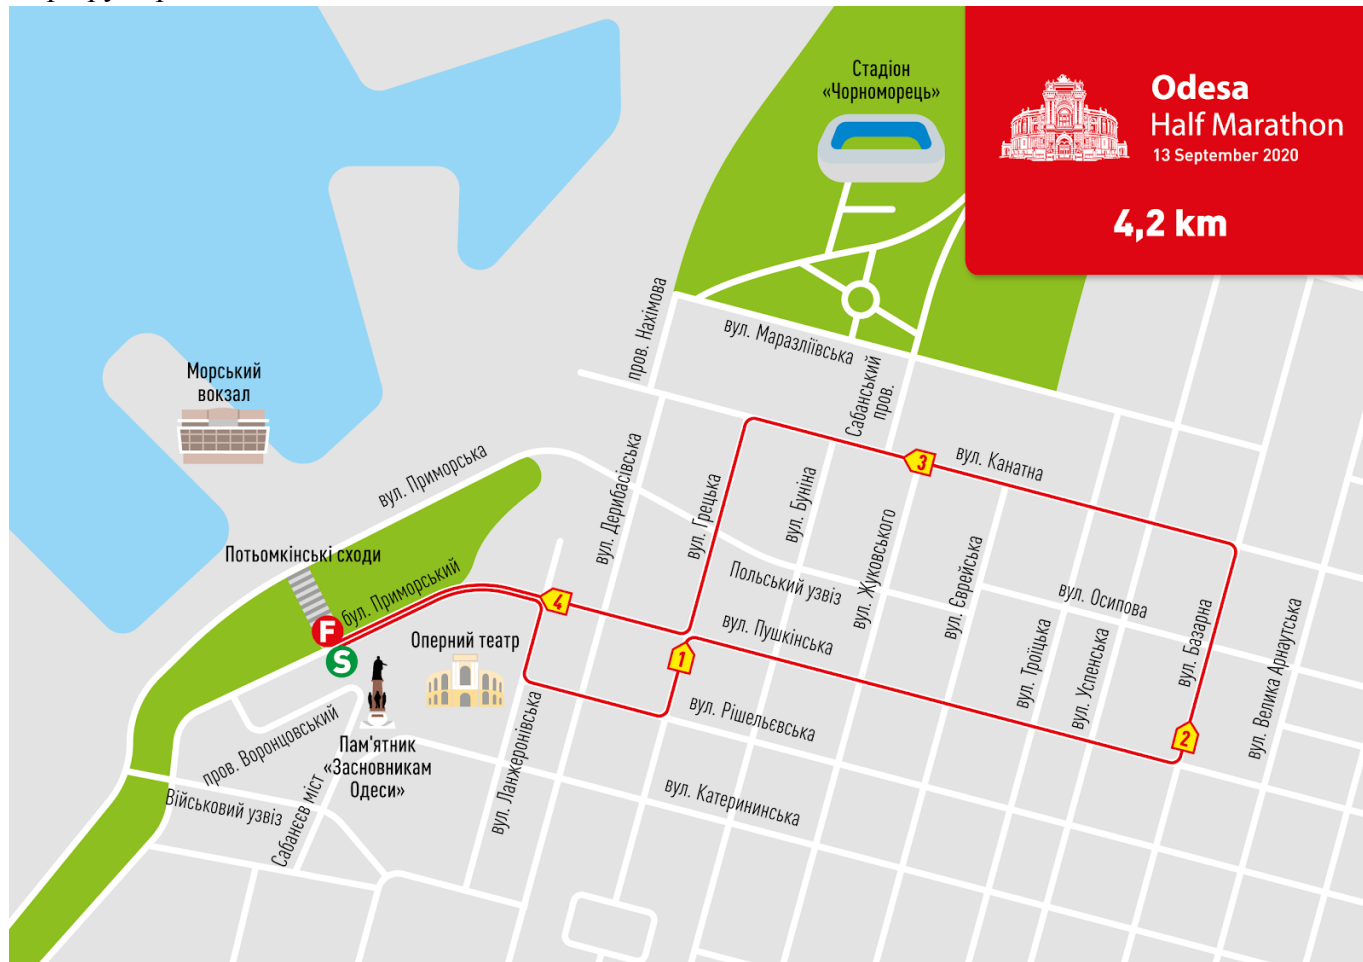 Стадіон
«Чорноморець»
Odesa
Half Marathon
13 September 2020
4,2 km
пров. Нахімова
вул. Маразліївська
Сабанський
пров.
Морський
вокзал
вул. Приморська
вул. Дерибасівська
вул. Грецька
вул. Буніна
3
вул. Канатна
Потьомкінські сходи
бул. Приморський
Польський узвіз
вул. Жуковського
вул. Єврейська
вул. Осипова
4
F
S
Оперний театр
1
вул. Пушкінська
вул. Троїцька
вул. Успенська
вул. Базарна
вул. Велика Арнаутська
2
пров. Воронцовський
Пам'ятник
«Засновникам
Одеси»
вул. Ланжеронівська
вул. Рішельєвська
вул. Катерининська
Військовий узвіз
Сабанєєв міст